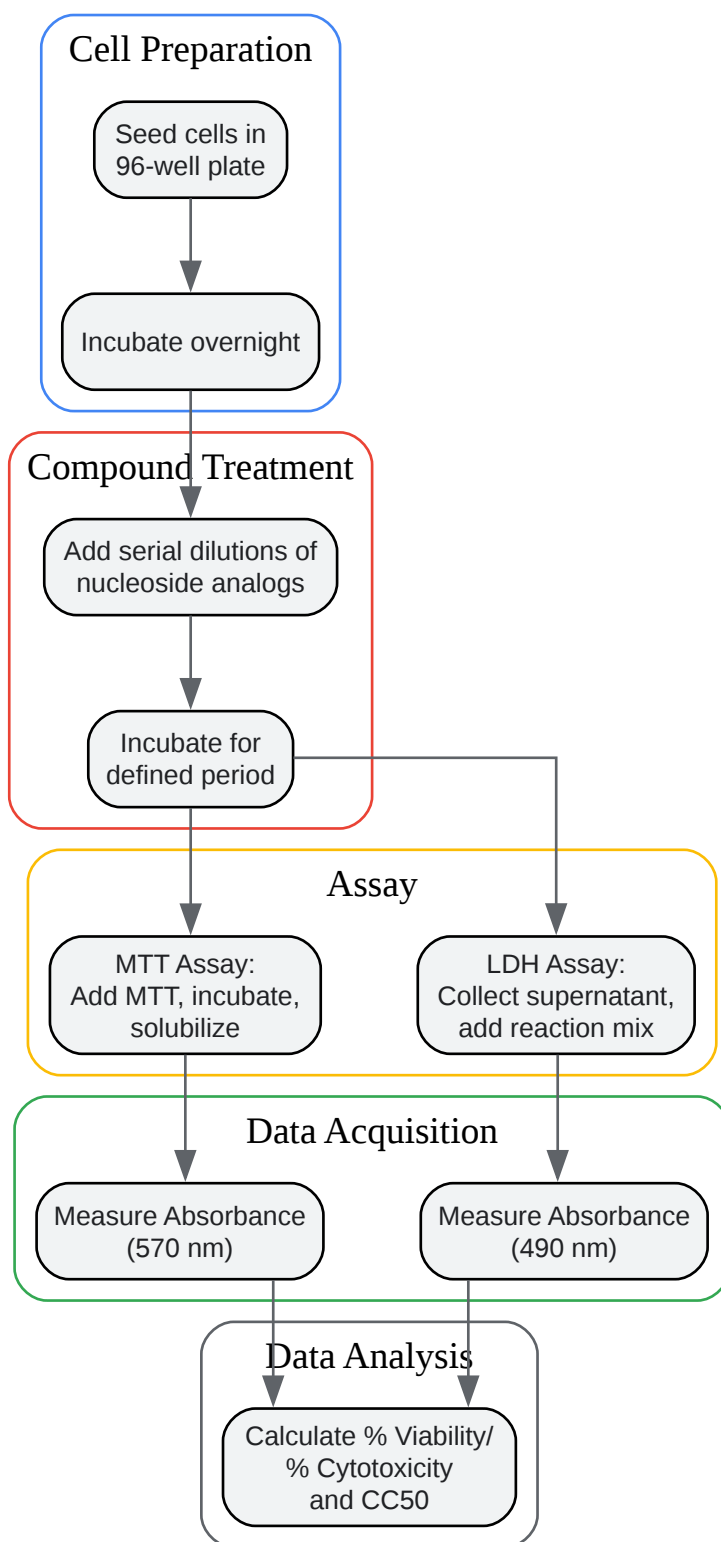 Cell Preparation
Seed cells in
96-well plate
Incubate overnight
Compound Treatment
Add serial dilutions of
nucleoside analogs
Incubate for
defined period
Assay
MTT Assay:
Add MTT, incubate,
solubilize
LDH Assay:
Collect supernatant,
add reaction mix
Data Acquisition
Measure Absorbance
(570 nm)
Measure Absorbance
(490 nm)
Data Analysis
Calculate % Viability/
% Cytotoxicity
and CC50